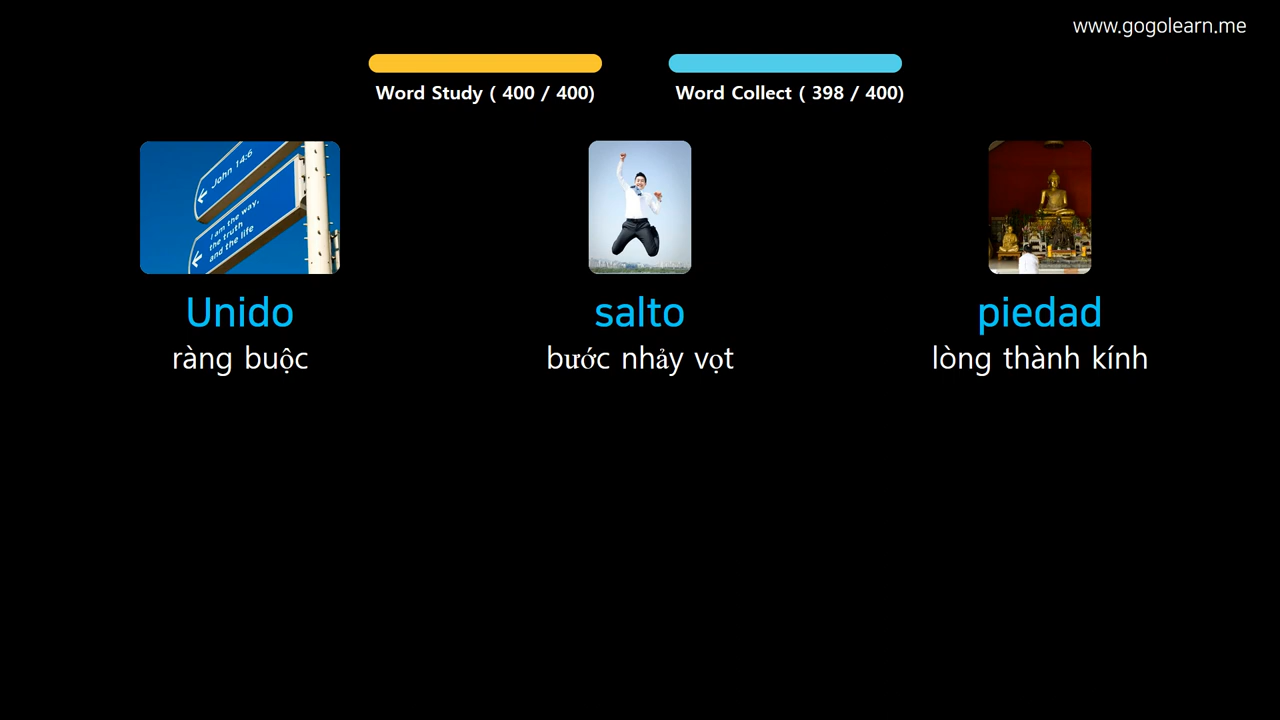 www.gogolearn.me
Word Study ( 400 / 400)
Word Collect ( 398 / 400)
John 14:6
I am the way,
the truth
and the life
Unido
ràng buộc
salto
bước nhảy vọt
piedad
lòng thành kính